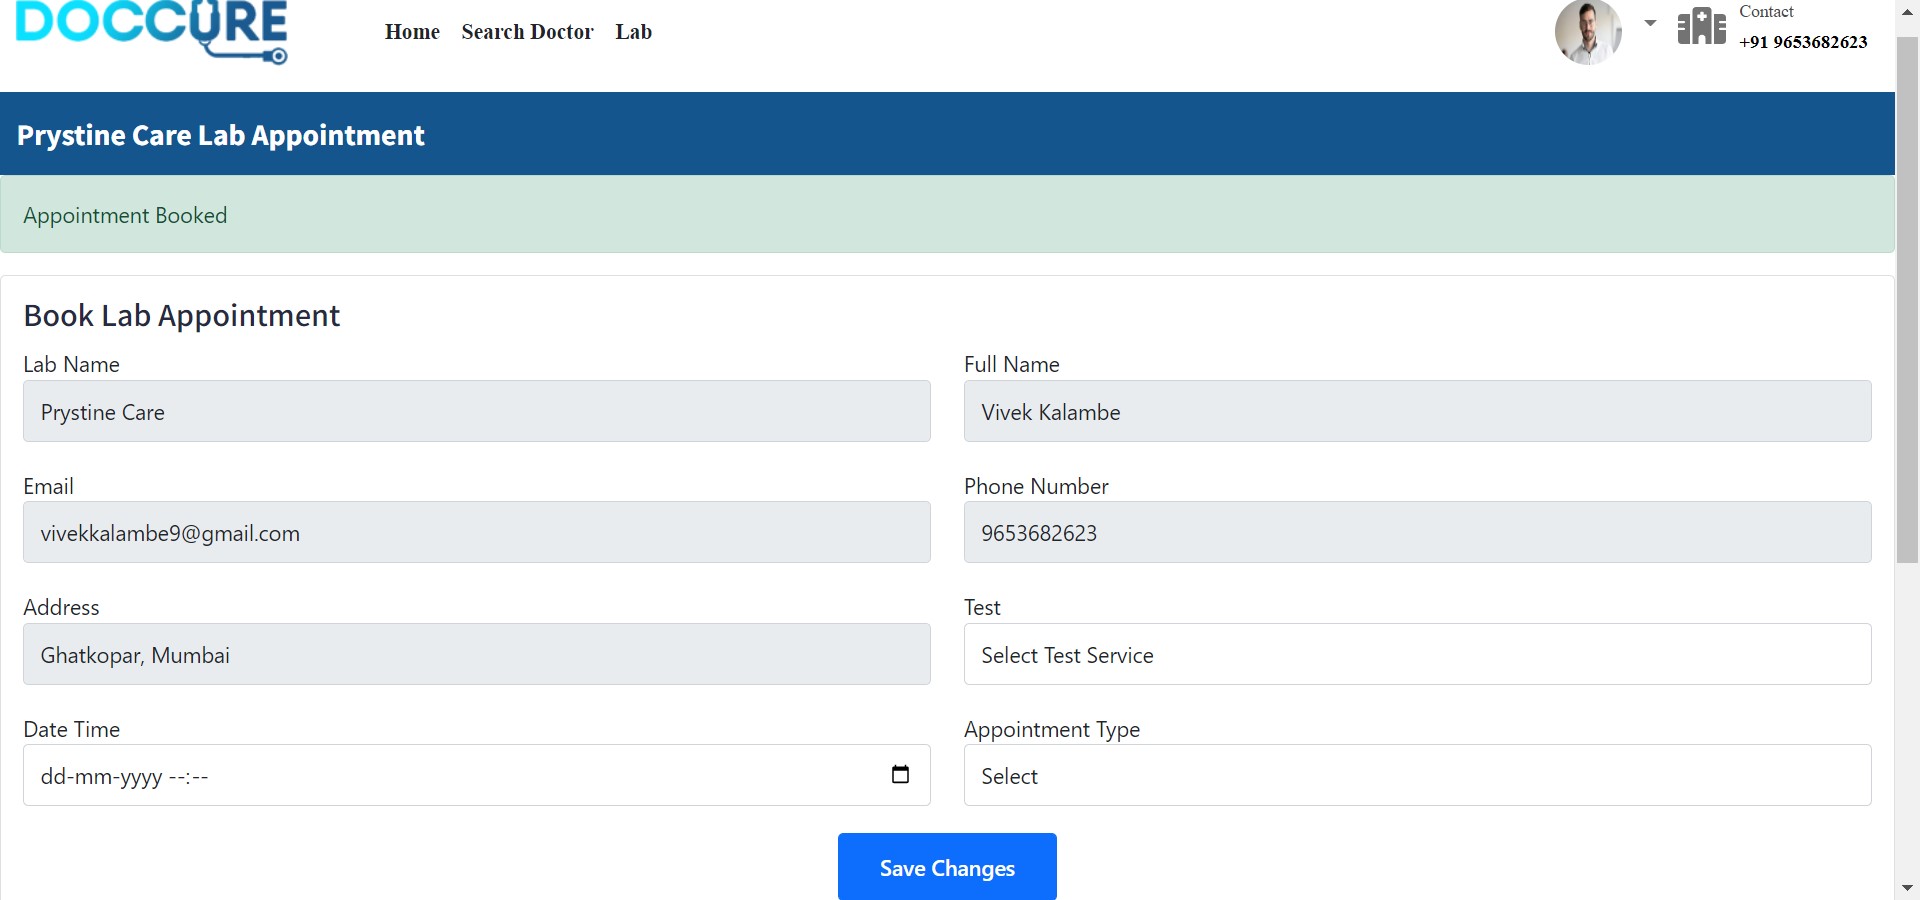 DOCCURE
Home Search Doctor Lab
Contact
+91 9653682623
Prystine Care Lab Appointment
Appointment Booked
Book Lab Appointment
Lab Name Full Name
Prystine Care Vivek Kalambe
Email Phone Number
vivekkalambe9@gmail.com 9653682623
Address Test
Ghatkopar, Mumbai Select Test Service
Date Time Appointment Type
dd-mm-yyyy --:-- Select
Save Changes